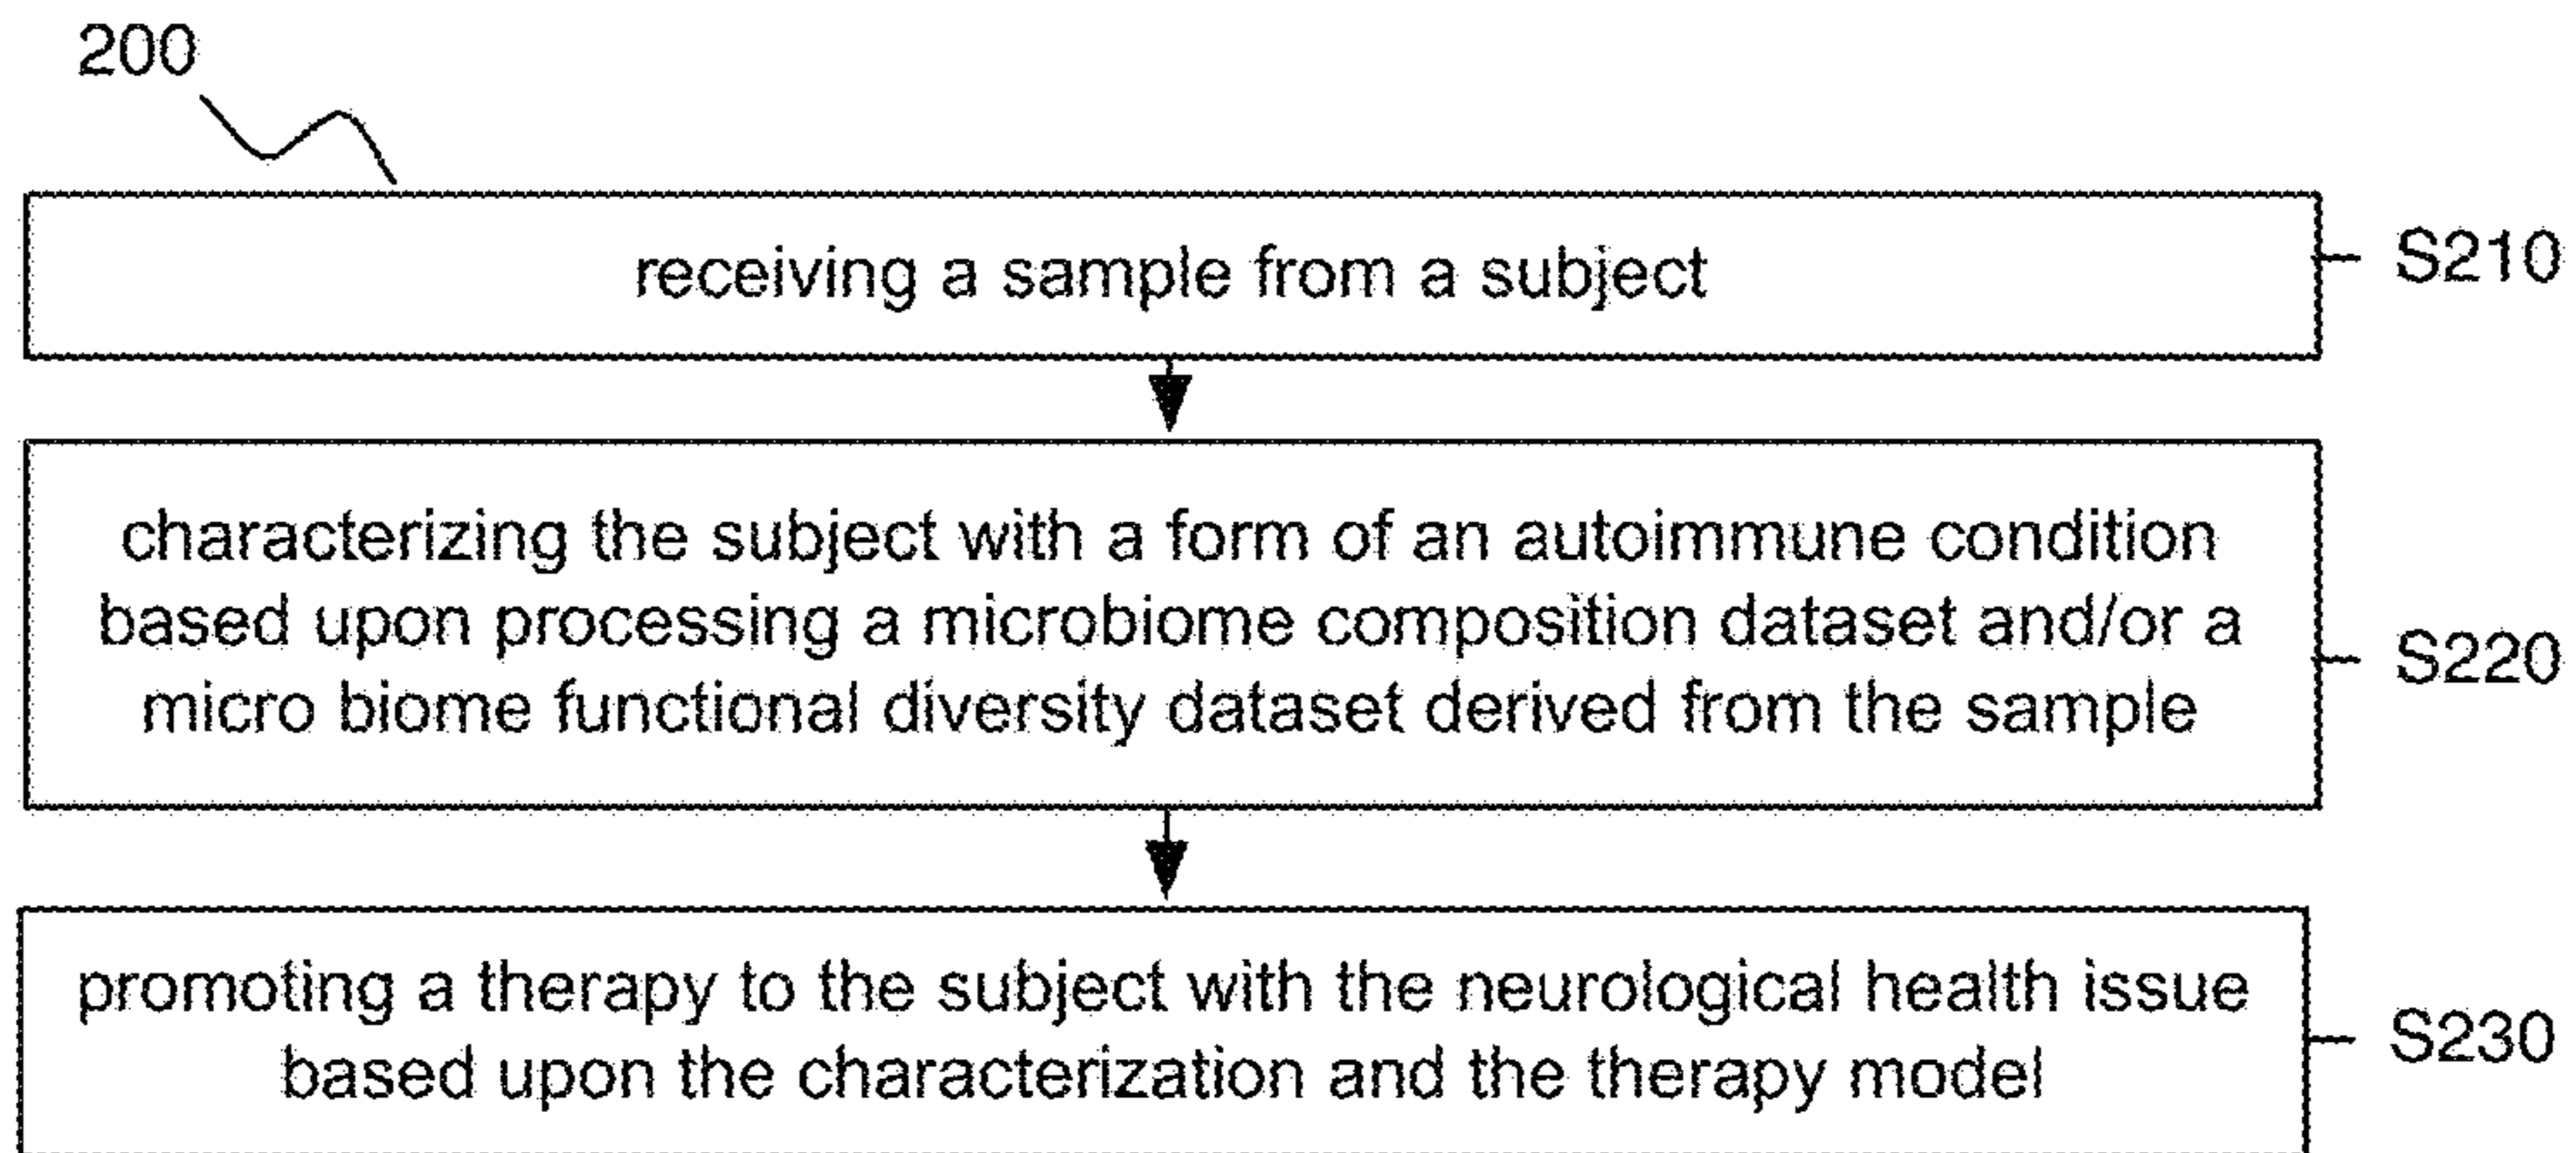 200
receiving a sample from a subject
S210
characterizing the subject with a form of an autoimmune condition
based upon processing a microbiome composition dataset and/or a
micro biome functional diversity dataset derived from the sample
S220
promoting a therapy to the subject with the neurological health issue
based upon the characterization and the therapy model
S230